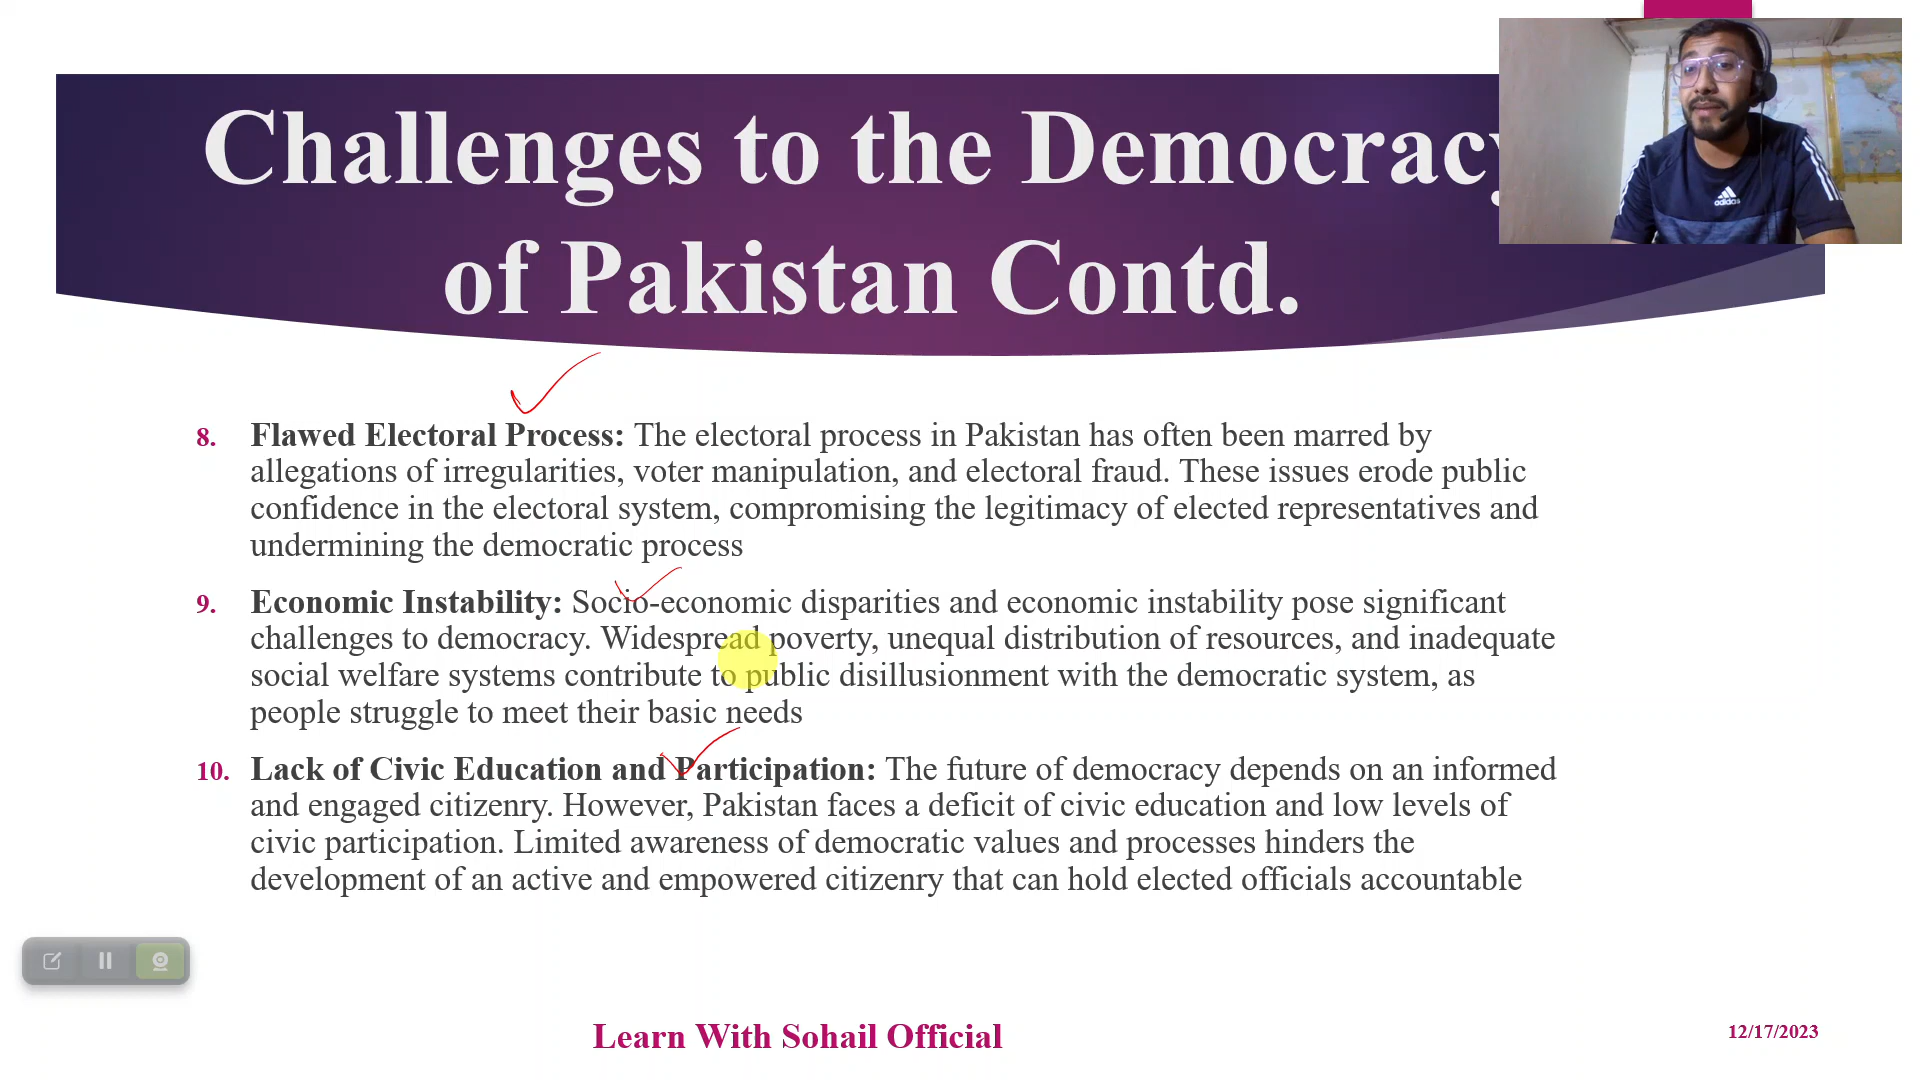 Challenges to the Democracy
of Pakistan Contd.
adidas
8. Flawed Electoral Process: The electoral process in Pakistan has often been marred by
allegations of irregularities, voter manipulation, and electoral fraud. These issues erode public
confidence in the electoral system, compromising the legitimacy of elected representatives and
undermining the democratic process
9. Economic Instability: Socio-economic disparities and economic instability pose significant
challenges to democracy. Widespread poverty, unequal distribution of resources, and inadequate
social welfare systems contribute to public disillusionment with the democratic system, as
people struggle to meet their basic needs
10. Lack of Civic Education and Participation: The future of democracy depends on an informed
and engaged citizenry. However, Pakistan faces a deficit of civic education and low levels of
civic participation. Limited awareness of democratic values and processes hinders the
development of an active and empowered citizenry that can hold elected officials accountable
Learn With Sohail Official
12/17/2023